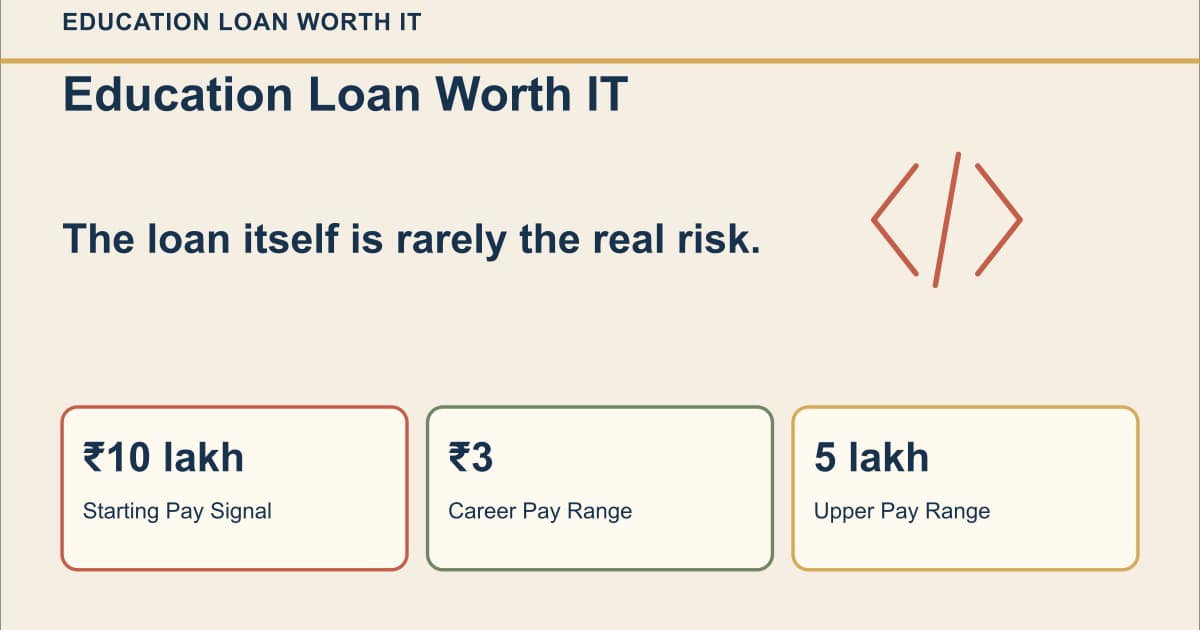 EDUCATION LOAN WORTH IT
Education Loan Worth IT
The loan itself is rarely the real risk.
₹10 lakh
Starting Pay Signal
₹3
Career Pay Range
5 lakh
Upper Pay Range